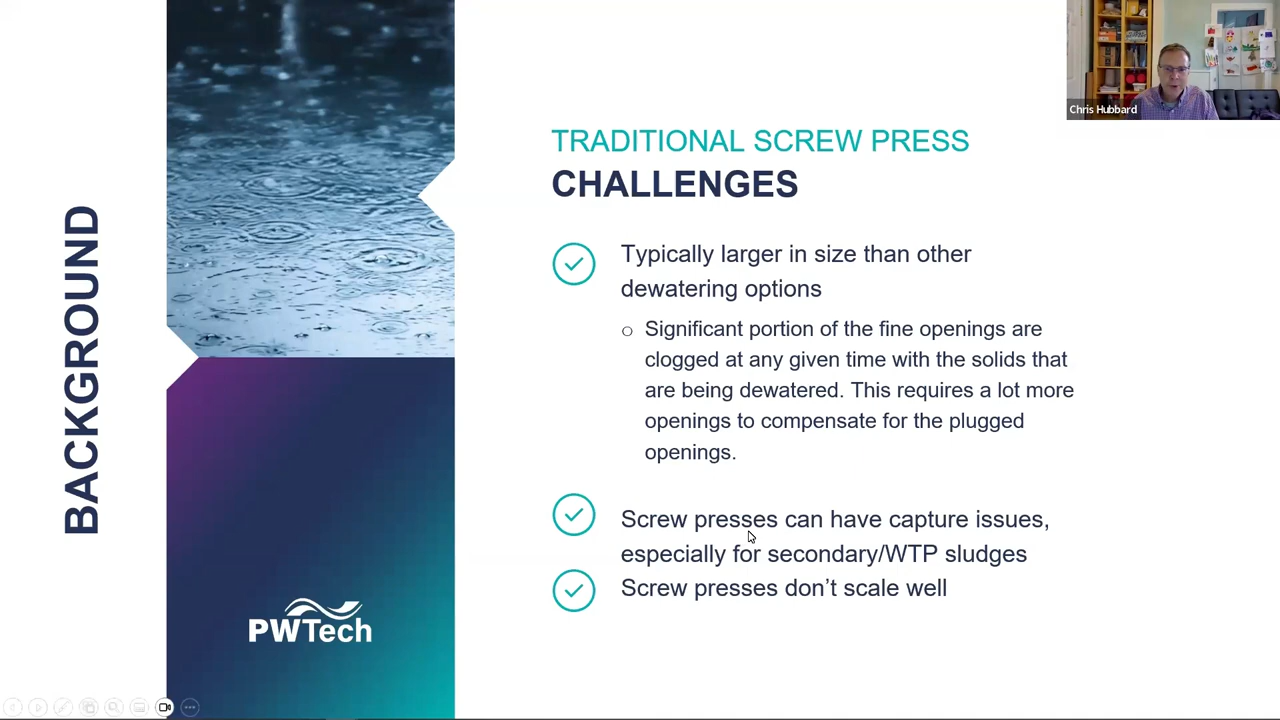 BACKGROUND
PWTech
TRADITIONAL SCREW PRESS
CHALLENGES
Typically larger in size than other
dewatering options
Significant portion of the fine openings are
clogged at any given time with the solids that
are being dewatered. This requires a lot more
openings to compensate for the plugged
openings.
Screw presses can have capture issues,
especially for secondary/WTP sludges
Screw presses don’t scale well
Chris Hubbard